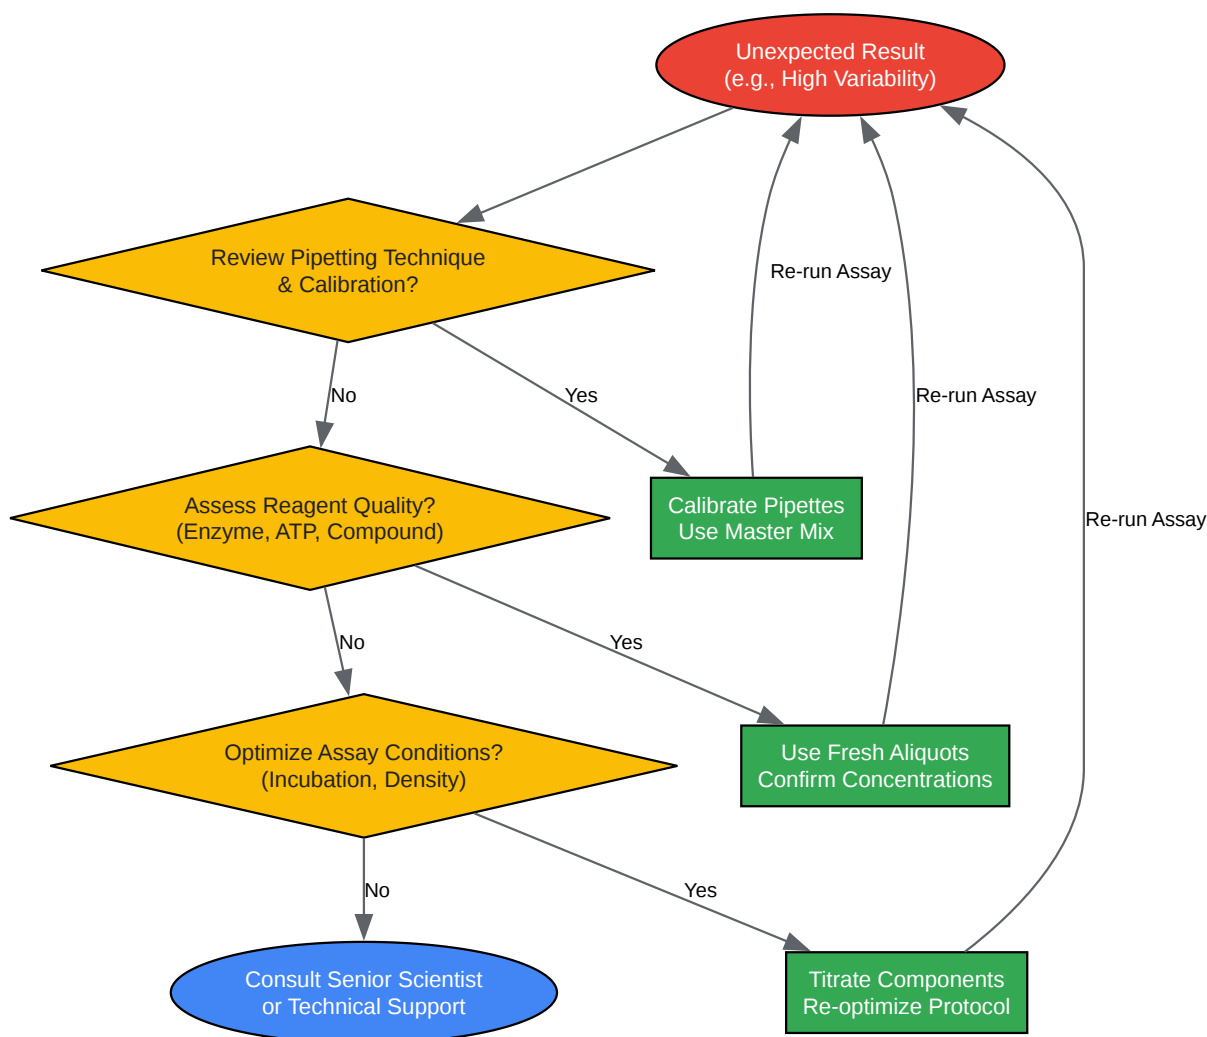 Unexpected Result
(e.g., High Variability)
Review Pipetting Technique
& Calibration?
Re-run Assay
No
Yes
Re-run Assay
Assess Reagent Quality?
(Enzyme, ATP, Compound)
Calibrate Pipettes
Use Master Mix
Re-run Assay
No
Yes
Optimize Assay Conditions?
(Incubation, Density)
Use Fresh Aliquots
Confirm Concentrations
No
Yes
Consult Senior Scientist
or Technical Support
Titrate Components
Re-optimize Protocol